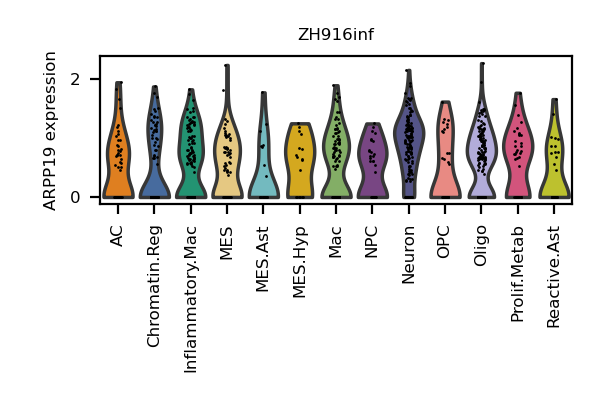 ZH916inf
ARPP19 expression
2
0
AC
Chromatin.Reg
Inflammatory.Mac
MES
MES.Ast
MES.Hyp
Mac
NPC
Neuron
OPC
Oligo
Prolif.Metab
Reactive.Ast